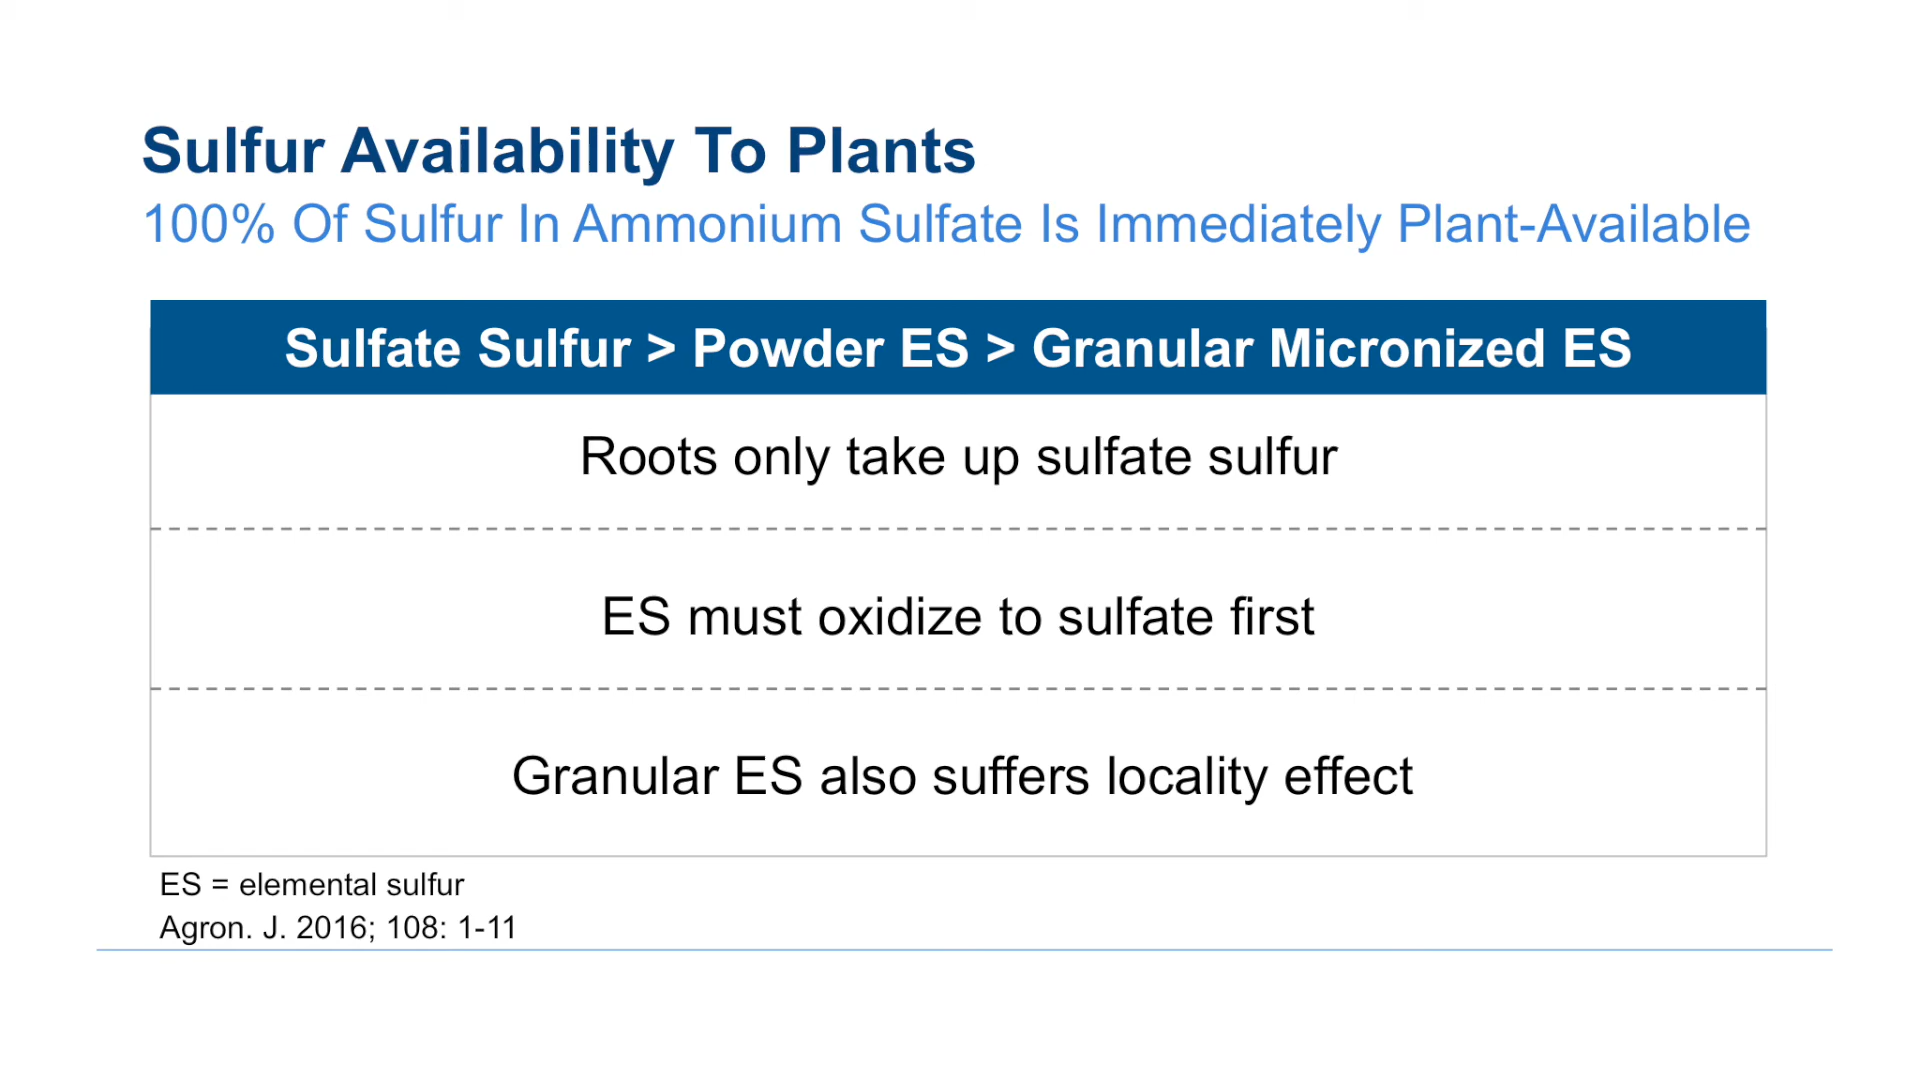 Sulfur Availability To Plants
100% Of Sulfur In Ammonium Sulfate Is Immediately Plant-Available
Sulfate Sulfur > Powder ES > Granular Micronized ES
Roots only take up sulfate sulfur
ES must oxidize to sulfate first
Granular ES also suffers locality effect
ES = elemental sulfur
Agron. J. 2016; 108: 1-11